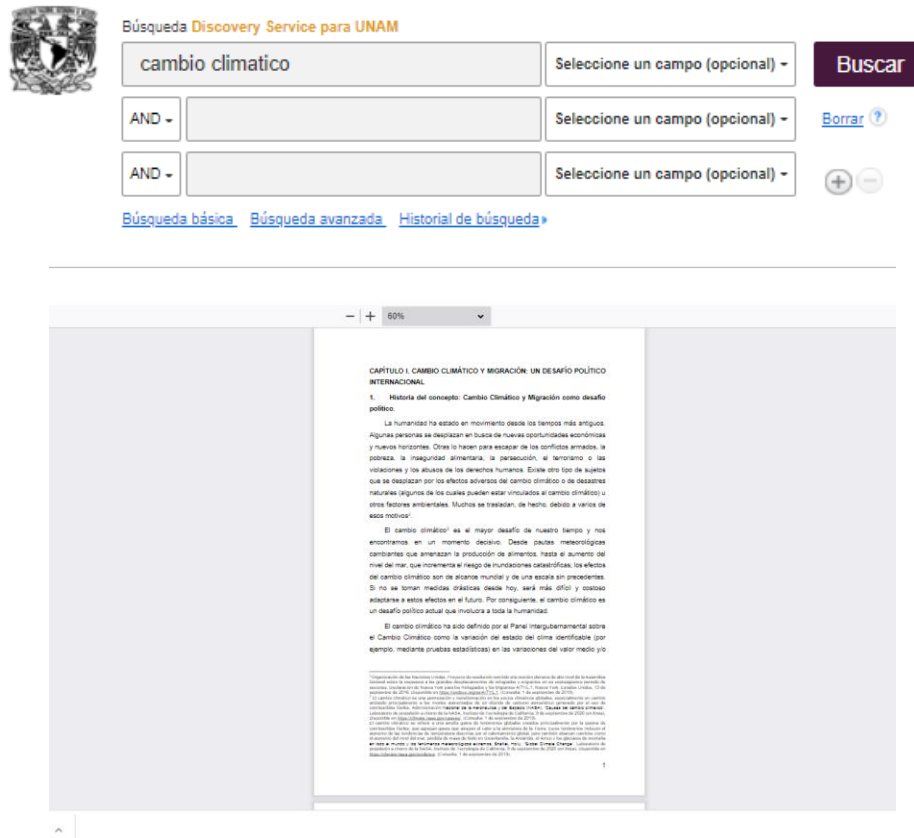 Búsqueda Discovery Service para UNAM
cambio climatico
Seleccione un campo (opcional)
Buscar
AND
Seleccione un campo (opcional)
Borrar ?
AND
Seleccione un campo (opcional)
Búsqueda básica Búsqueda avanzada Historial de búsqueda
60%
CAPÍTULO I. CAMBIO CLIMÁTICO Y MIGRACIÓN: UN DESAFÍO POLÍTICO
INTERNACIONAL
1. Historia del concepto: Cambio Climático y Migración como desafío
político.
La humanidad ha estado en movimiento desde los tiempos más antiguos.
Algunas personas se desplazan en busca de nuevas oportunidades económicas
y nuevos horizontes. Otras lo hacen para escapar de los conflictos armados, la
pobreza, la inseguridad alimentaria, la persecución, el terrorismo o las
violaciones y los abusos de los derechos humanos. Existe otro tipo de sujetos
que se desplazan por los efectos adversos del cambio climático o de desastres
naturales (algunos de los cuales pueden estar vinculados al cambio climático) u
otros factores ambientales. Muchos se trasladan, de hecho, debido a varios de
esos motivos
El cambio climático es el mayor desafío de nuestro tiempo y nos
encontramos en un momento decisivo. Desde pautas meteorológicas
cambiantes que amenazan la producción de alimentos, hasta el aumento del
nivel del mar, que incrementa el riesgo de inundaciones catastróficas; los efectos
del cambio climático son de alcance mundial y de una escala sin precedentes.
Si no se toman medidas drásticas desde hoy, será más difícil y costoso
adaptarse a estos efectos en el futuro. Por consiguiente, el cambio climático es
un desafío político actual que involucra a toda la humanidad.
El cambio climático ha sido definido por el Panel Intergubernamental sobre
el Cambio Climático como la variación del estado del clima identificable (por
ejemplo, mediante pruebas estadísticas) en las variaciones del valor medio y/o
1